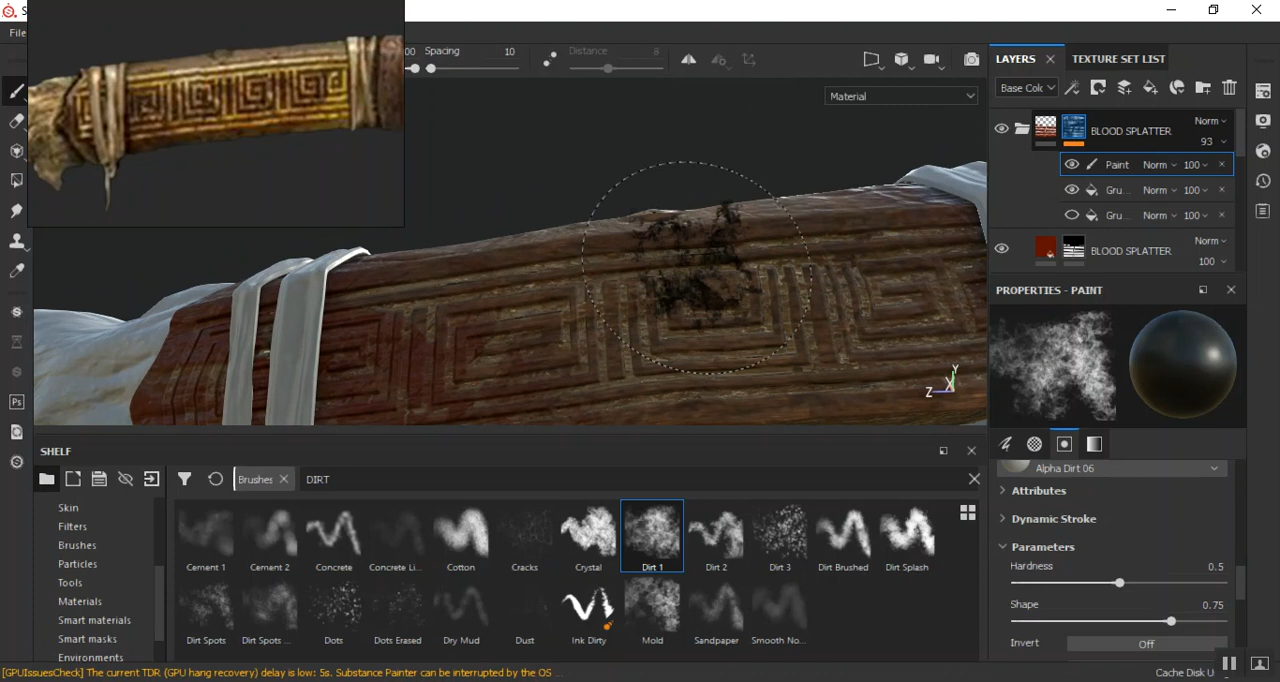 S
File
00 Spacing 10 Distance 8
Material
LAYERS TEXTURE SET LIST
Base Col
BLOOD SPLATTER Norm
93
Paint Norm 100
Gru... Norm 100
Gru... Norm 100
BLOOD SPLATTER Norm
100
PROPERTIES - PAINT
Alpha Dirt 06
Attributes
Dynamic Stroke
Parameters
Hardness 0.5
Shape 0.75
Invert Off
Y
X
Z
Ps
SHELF
Brushes DIRT
Skin
Filters
Brushes
Particles
Tools
Materials
Smart materials
Smart masks
Environments
Cement 1 Cement 2 Concrete Concrete Li... Cotton Cracks Crystal Dirt 1 Dirt 2 Dirt 3 Dirt Brushed Dirt Splash
Dirt Spots Dirt Spots ... Dots Dots Erased Dry Mud Dust Ink Dirty Mold Sandpaper Smooth No...
[GPUIssuesCheck] The current TDR (GPU hang recovery) delay is low: 5s. Substance Painter can be interrupted by the OS ...
Cache Disk U